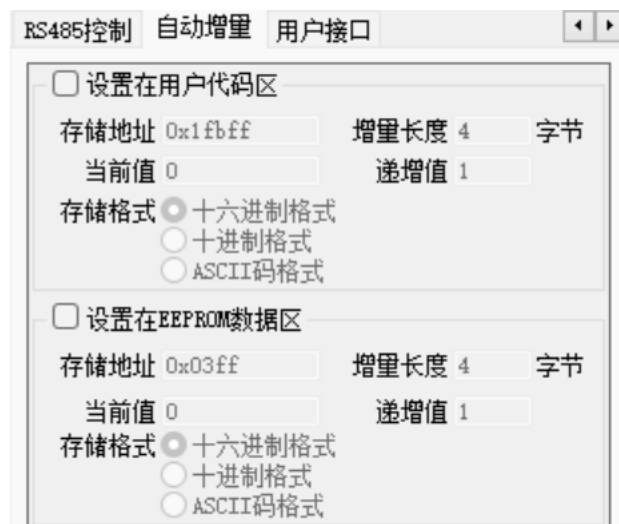 RS485控制 自动增量 用户接口
设置在用户代码区
存储地址 0x1fbff 增量长度 4 字节
当前值 0 递增值 1
存储格式 十六进制格式
十进制格式
ASCII码格式
设置在EEPROM数据区
存储地址 0x03ff 增量长度 4 字节
当前值 0 递增值 1
存储格式 十六进制格式
十进制格式
ASCII码格式